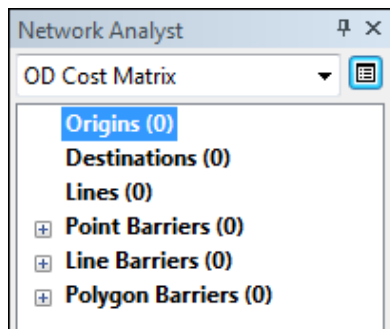 Network Analyst
OD Cost Matrix
Origins (0)
Destinations (0)
Lines (0)
Point Barriers (0)
Line Barriers (0)
Polygon Barriers (0)